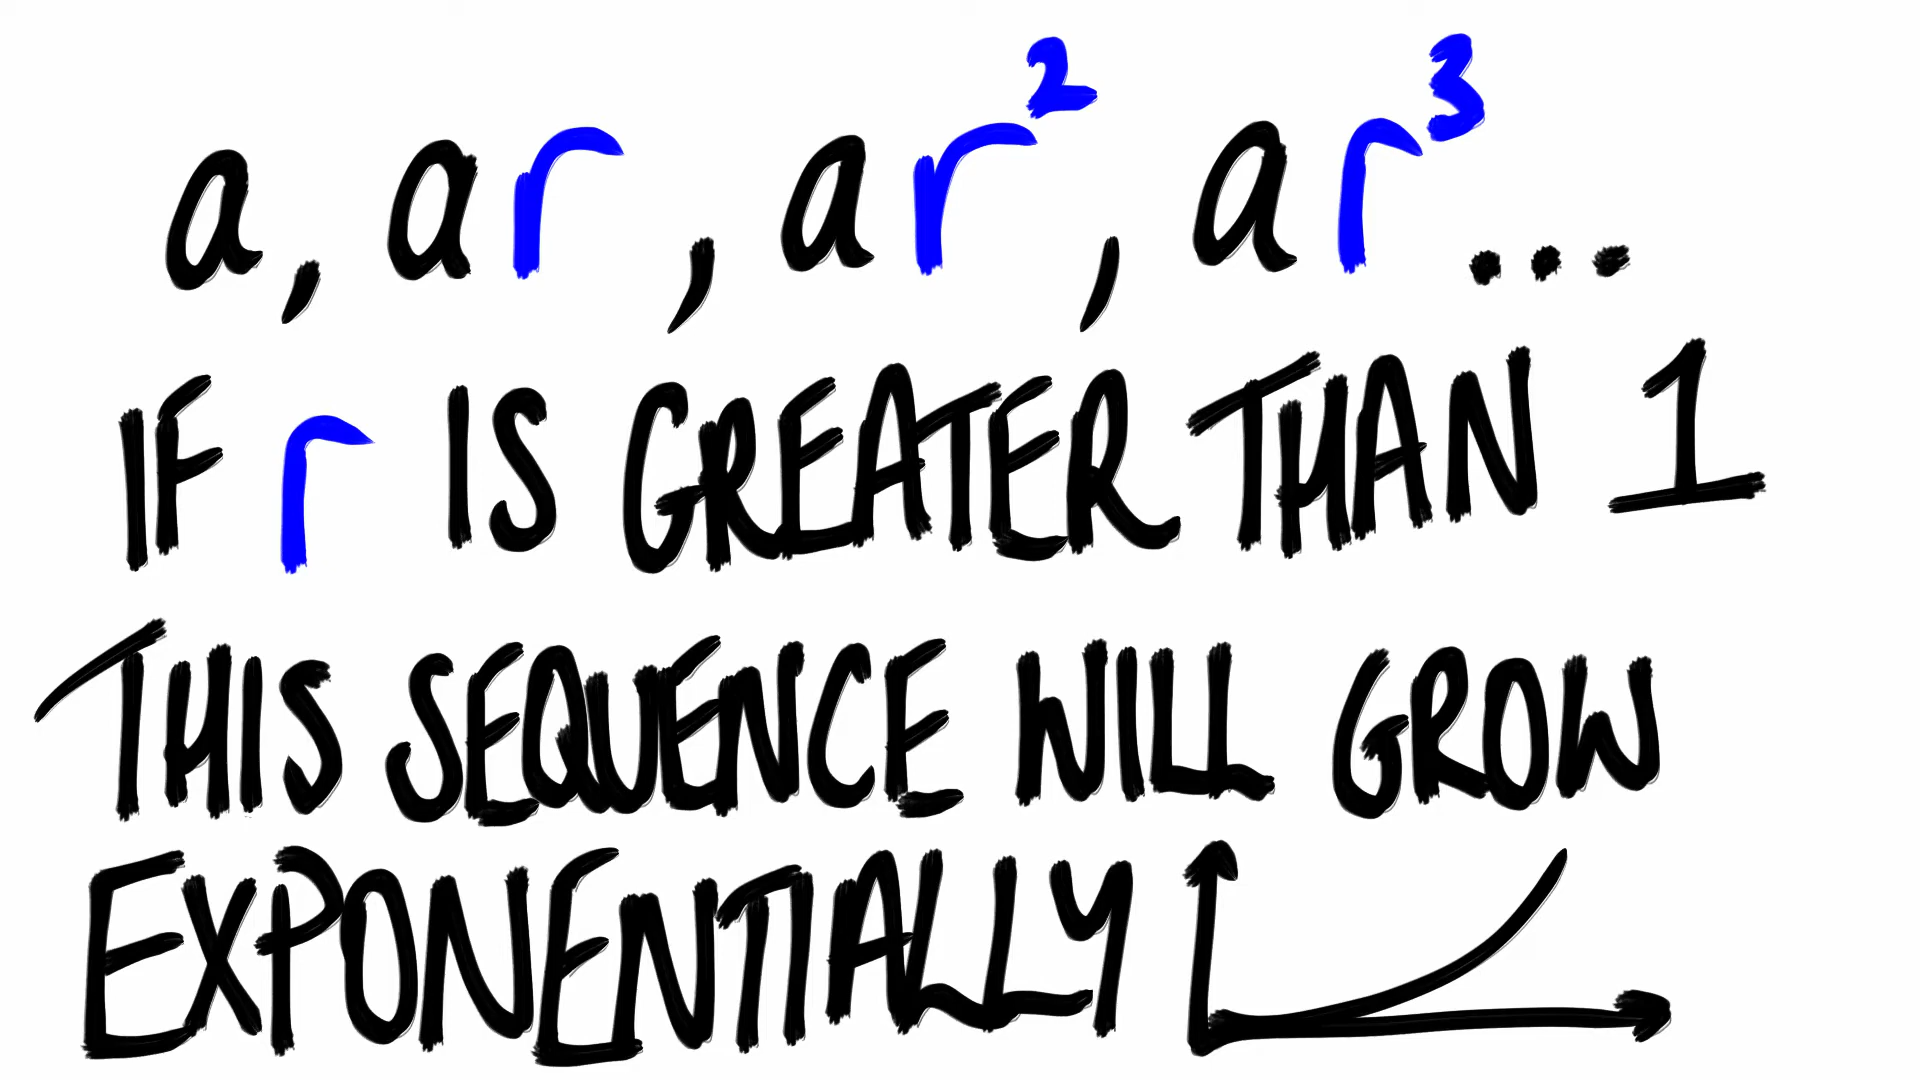 a, ar, ar², ar³...
IF r IS GREATER THAN 1
THIS SEQUENCE WILL GROW
EXPONENTIALLY